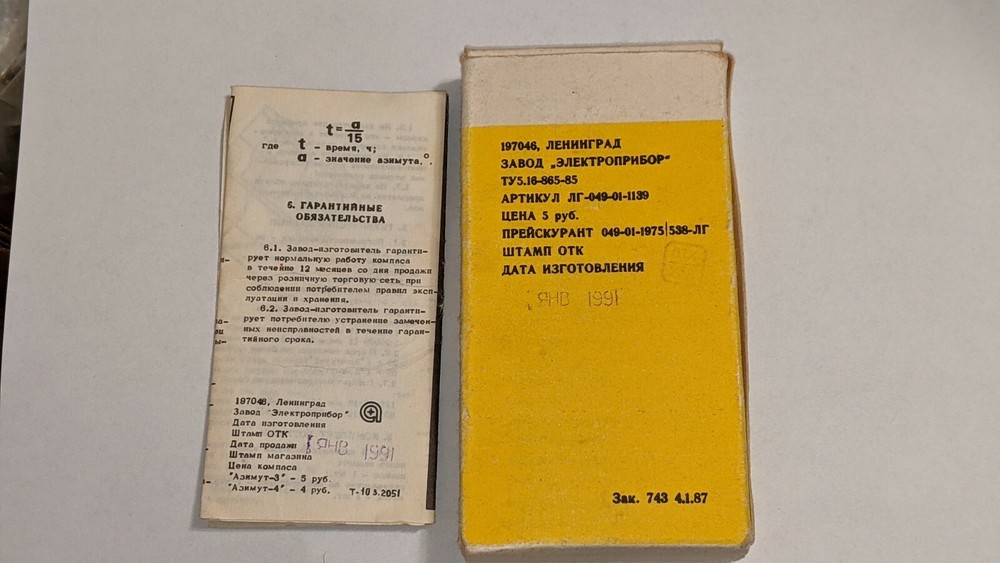 t = a/15
где t - время, ч;
a - значение азимута,°.
6. ГАРАНТИЙНЫЕ
ОБЯЗАТЕЛЬСТВА
6.1. Завод-изготовитель гаранти-
рует нормальную работу компаса
в течение 12 месяцев со дня продажи
через розничную торговую сеть при
соблюдении потребителем правил эксп-
луатации и хранения.
6.2. Завод-изготовитель гаранти-
рует потребителю устранение замечен-
ных неисправностей в течение гаран-
тийного срока.
197046, Ленинград
Завод "Электроприбор"
Дата изготовления
Штамп ОТК
Дата продажи ЯНВ 1991
Штамп магазина
Цена компаса
"Азимут-3" - 5 руб.
"Азимут-4" - 4 руб. Т-10 з.2051
197046, ЛЕНИНГРАД
ЗАВОД „ЭЛЕКТРОПРИБОР"
ТУ5.16-865-85
АРТИКУЛ ЛГ-049-01-1139
ЦЕНА 5 руб.
ПРЕЙСКУРАНТ 049-01-1975|538-ЛГ
ШТАМП ОТК
ДАТА ИЗГОТОВЛЕНИЯ
ЯНВ 1991
Зак. 743 4.1.87